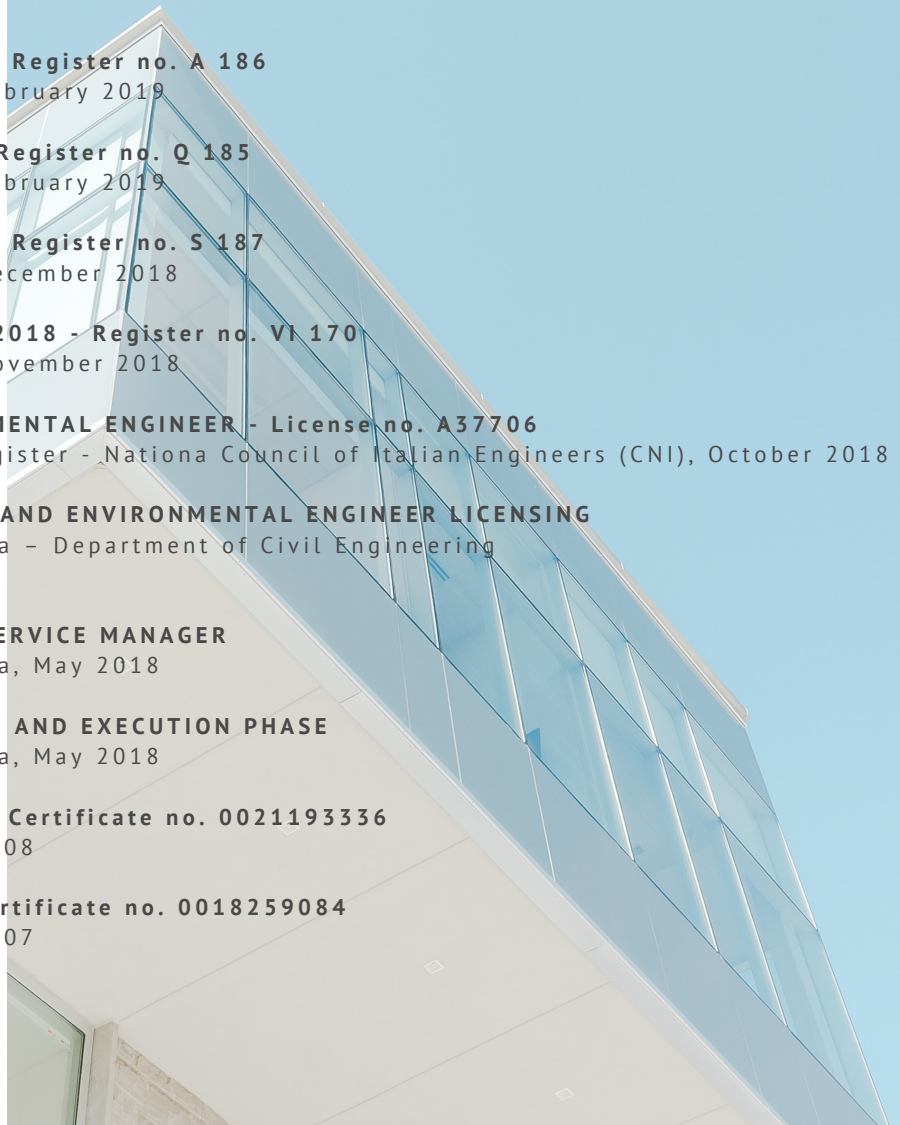 Register no. A 186
bruary 2019
Register no. Q 185
bruary 2019
Register no. S 187
ecember 2018
2018 - Register no. VI 170
ovember 2018
MENTAL ENGINEER - License no. A37706
gister - Nationa Council of Italian Engineers (CNI), October 2018
AND ENVIRONMENTAL ENGINEER LICENSING
a – Department of Civil Engineering
ERVICE MANAGER
a, May 2018
AND EXECUTION PHASE
a, May 2018
Certificate no. 0021193336
08
rtificate no. 0018259084
07